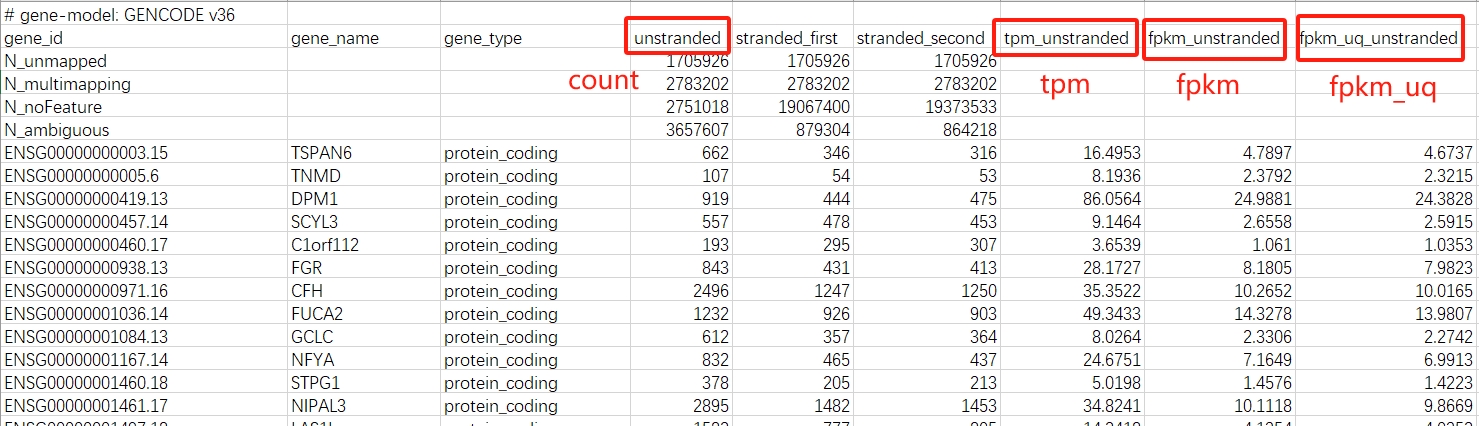 # gene-model: GENCODE v36
gene_id gene_name gene_type unstranded stranded_first stranded_second tpm_unstranded fpkm_unstranded fpkm_uq_unstranded
N_unmapped 1705926 1705926 1705926
N_multimapping 2783202 2783202 2783202
count tpm fpkm fpkm_uq
N_noFeature 2751018 19067400 19373533
N_ambiguous 3657607 879304 864218
ENSG00000000003.15 TSPAN6 protein_coding 662 346 316 16.4953 4.7897 4.6737
ENSG00000000005.6 TNMD protein_coding 107 54 53 8.1936 2.3792 2.3215
ENSG00000000419.13 DPM1 protein_coding 919 444 475 86.0564 24.9881 24.3828
ENSG00000000457.14 SCYL3 protein_coding 557 478 453 9.1464 2.6558 2.5915
ENSG00000000460.17 C1orf112 protein_coding 193 295 307 3.6539 1.061 1.0353
ENSG00000000938.13 FGR protein_coding 843 431 413 28.1727 8.1805 7.9823
ENSG00000000971.16 CFH protein_coding 2496 1247 1250 35.3522 10.2652 10.0165
ENSG00000001036.14 FUCA2 protein_coding 1232 926 903 49.3433 14.3278 13.9807
ENSG00000001084.13 GCLC protein_coding 612 357 364 8.0264 2.3306 2.2742
ENSG00000001167.14 NFYA protein_coding 832 465 437 24.6751 7.1649 6.9913
ENSG00000001460.18 STPG1 protein_coding 378 205 213 5.0198 1.4576 1.4223
ENSG00000001461.17 NIPAL3 protein_coding 2895 1482 1453 34.8241 10.1118 9.8669